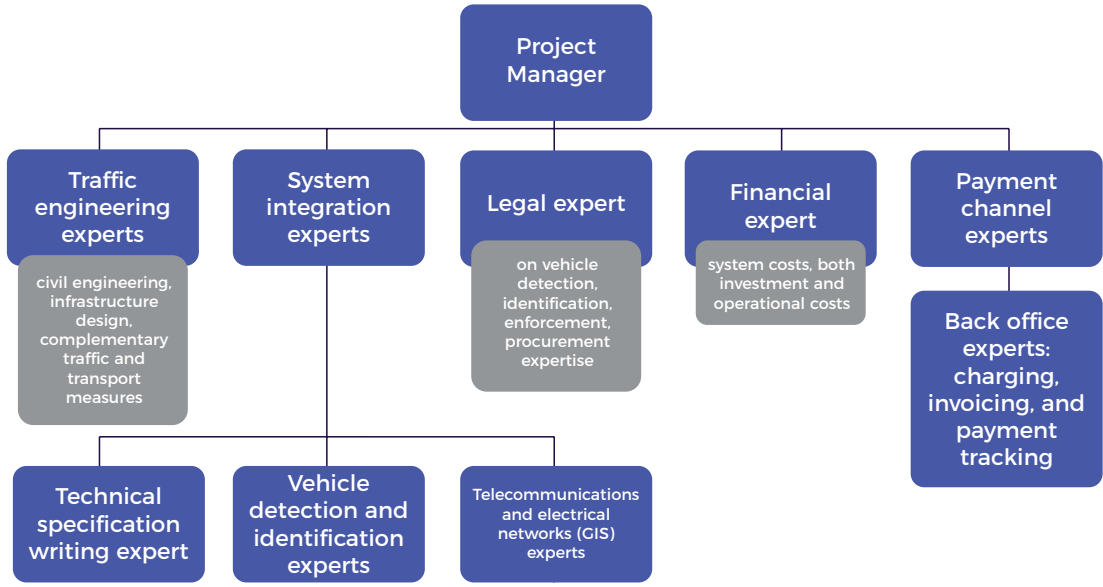 Project
Manager
Traffic
engineering
experts
civil engineering,
infrastructure
design,
complementary
traffic and
transport
measures
System
integration
experts
Legal expert
on vehicle
detection,
identification,
enforcement,
procurement
expertise
Financial
expert
system costs, both
investment and
operational costs
Payment
channel
experts
Back office
experts:
charging,
invoicing, and
payment
tracking
Technical
specification
writing expert
Vehicle
detection and
identification
experts
Telecommunications
and electrical
networks (GIS)
experts